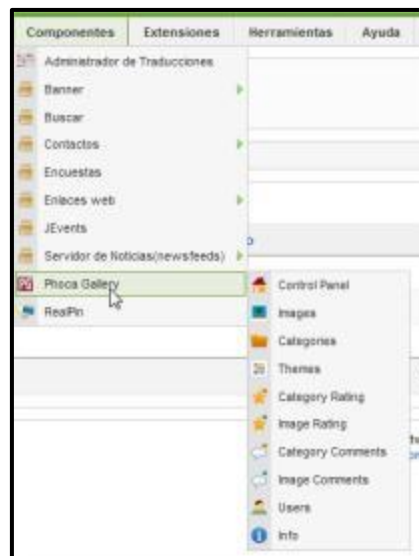 Componentes Extensiones Herramientas Ayuda
Administrador de Traducciones
Banner
Buscar
Contactos
Encuestas
Enlaces web
JEvents
Servidor de Noticias(newsfeeds)
Phoca Gallery
RealPin
Control Panel
Images
Categories
Themes
Category Rating
Image Rating
Category Comments
Image Comments
Users
Info